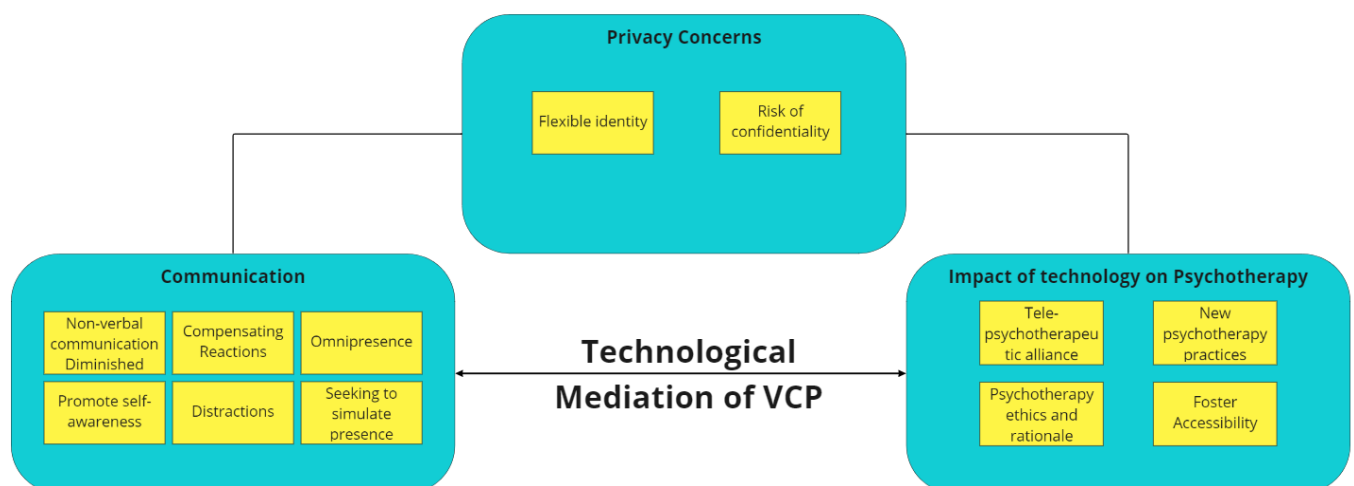 Privacy Concerns
Flexible identity
Risk of
confidentiality
Communication
Non-verbal
communication
Diminished
Compensating
Reactions
Omnipresence
Promote self-
awareness
Distractions
Seeking to
simulate
presence
Technological
Mediation of VCP
Impact of technology on Psychotherapy
Tele-
psychotherapeu
tic alliance
New
psychotherapy
practices
Psychotherapy
ethics and
rationale
Foster
Accessibility